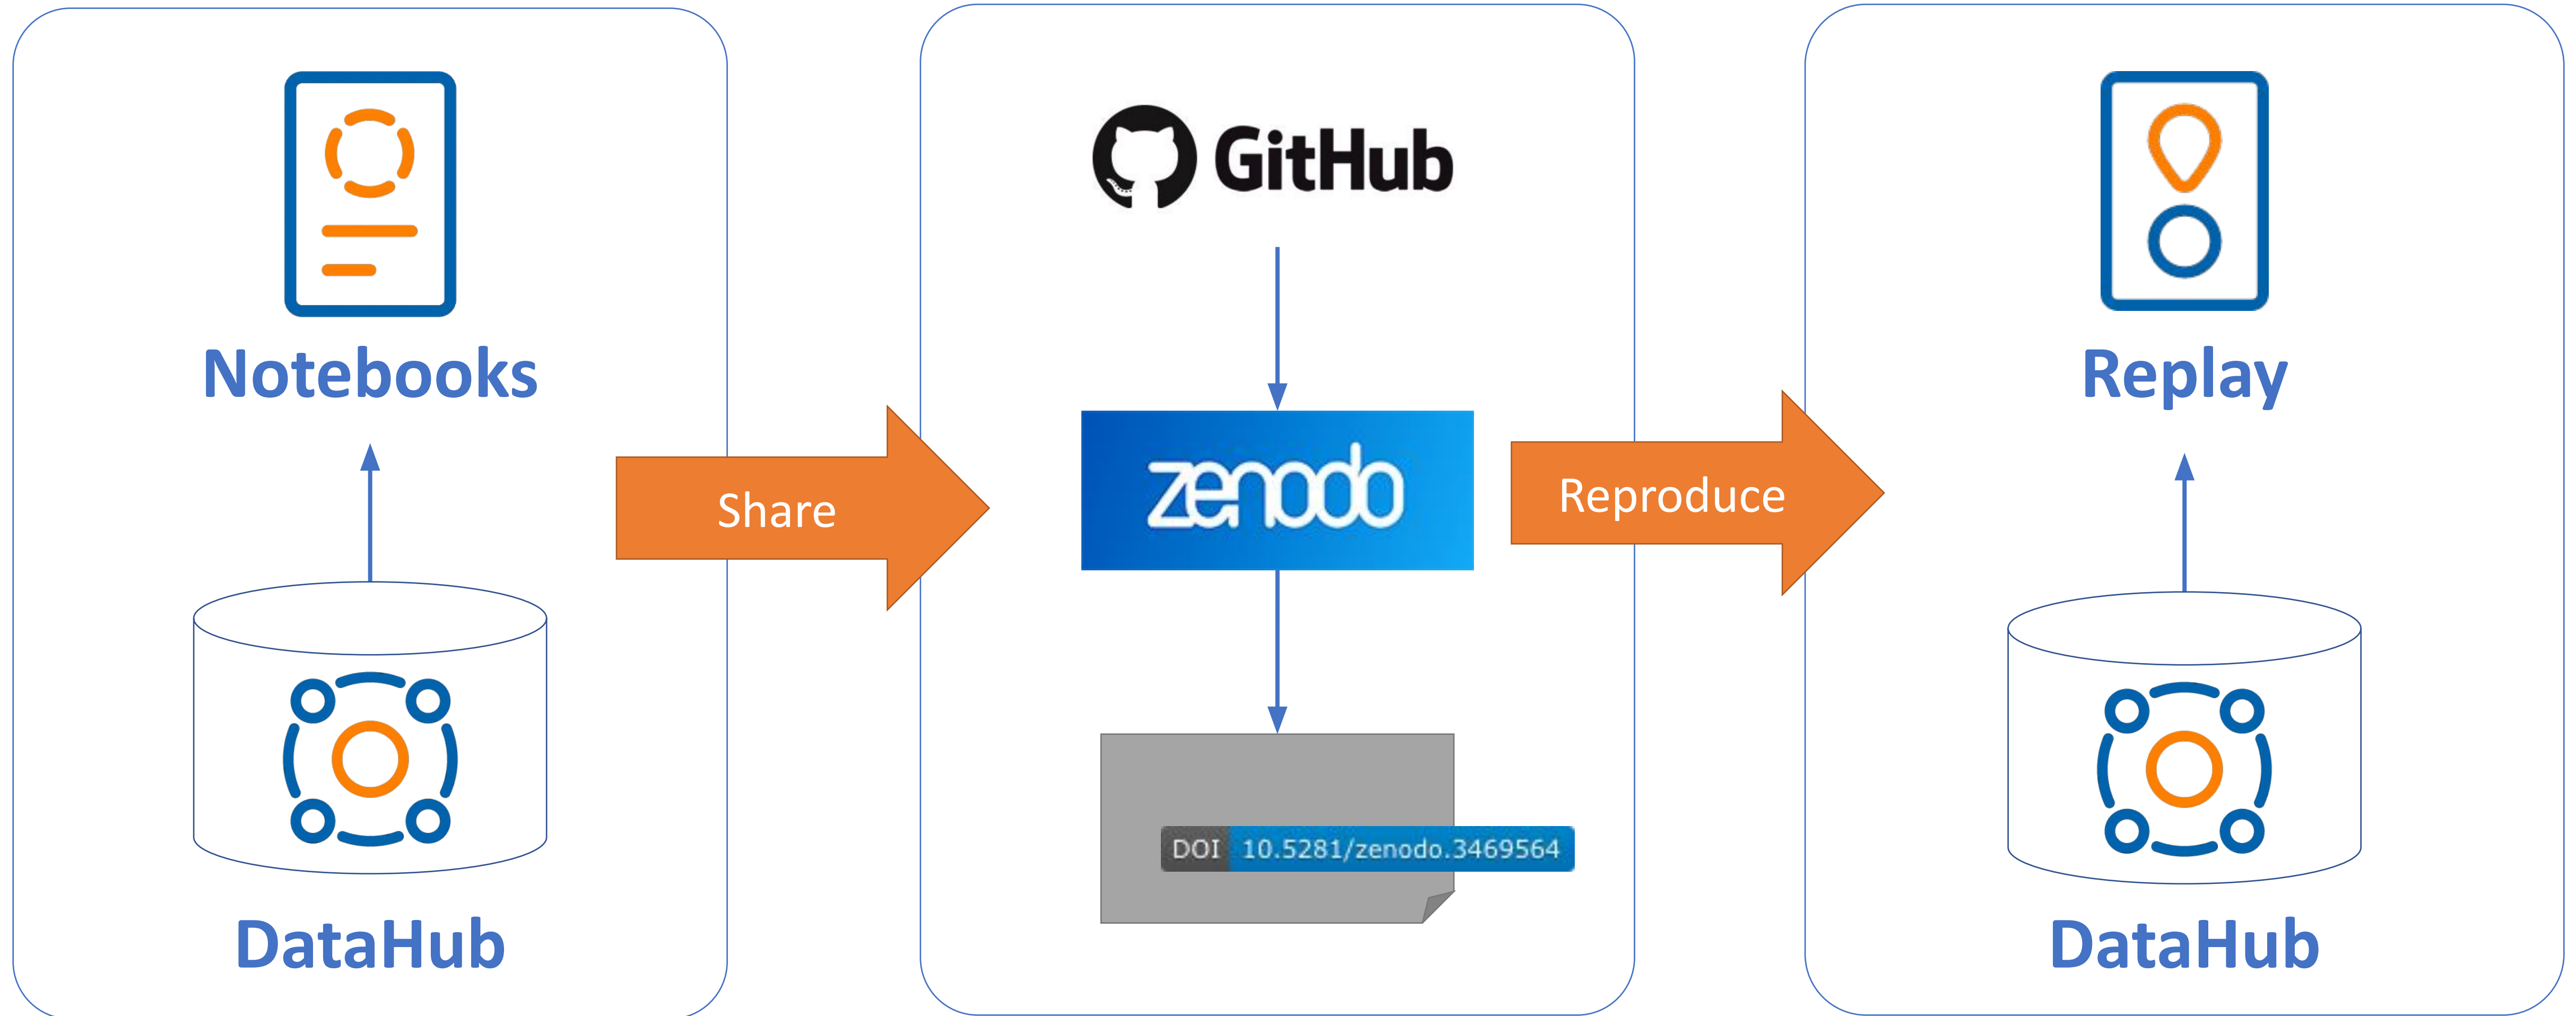 Notebooks
DataHub
Share
GitHub
zenodo
DOI 10.5281/zenodo.3469564
Reproduce
Replay
DataHub